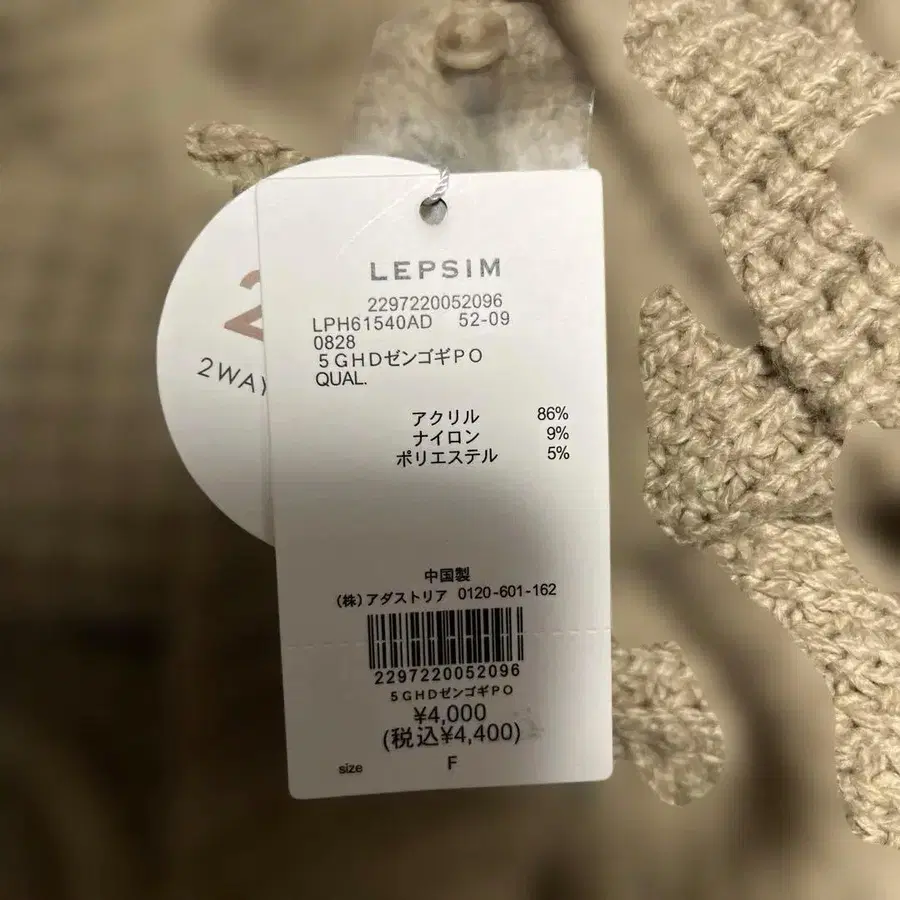 2
2WAY
LEPSIM
2297220052096
LPH61540AD 52-09
0828
5GHDゼンゴギPO
QUAL.
アクリル 86%
ナイロン 9%
ポリエステル 5%
中国製
(株)アダストリア 0120-601-162
2297220052096
5GHDゼンゴギPO
¥4,000
(税込¥4,400)
size F